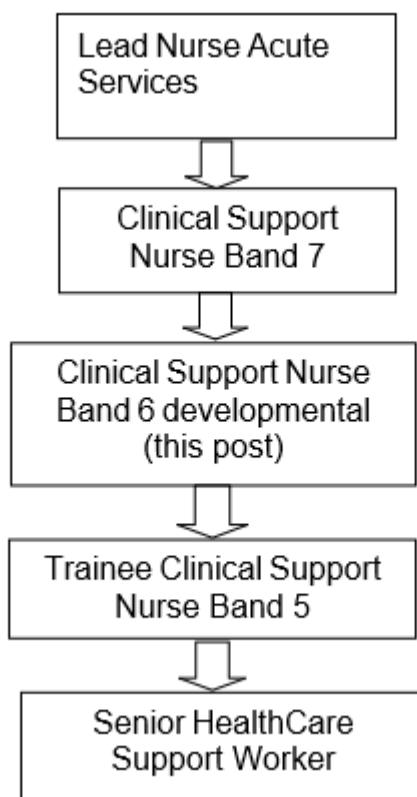 Lead Nurse Acute
Services
Clinical Support
Nurse Band 7
Clinical Support Nurse
Band 6 developmental
(this post)
Trainee Clinical Support
Nurse Band 5
Senior HealthCare
Support Worker